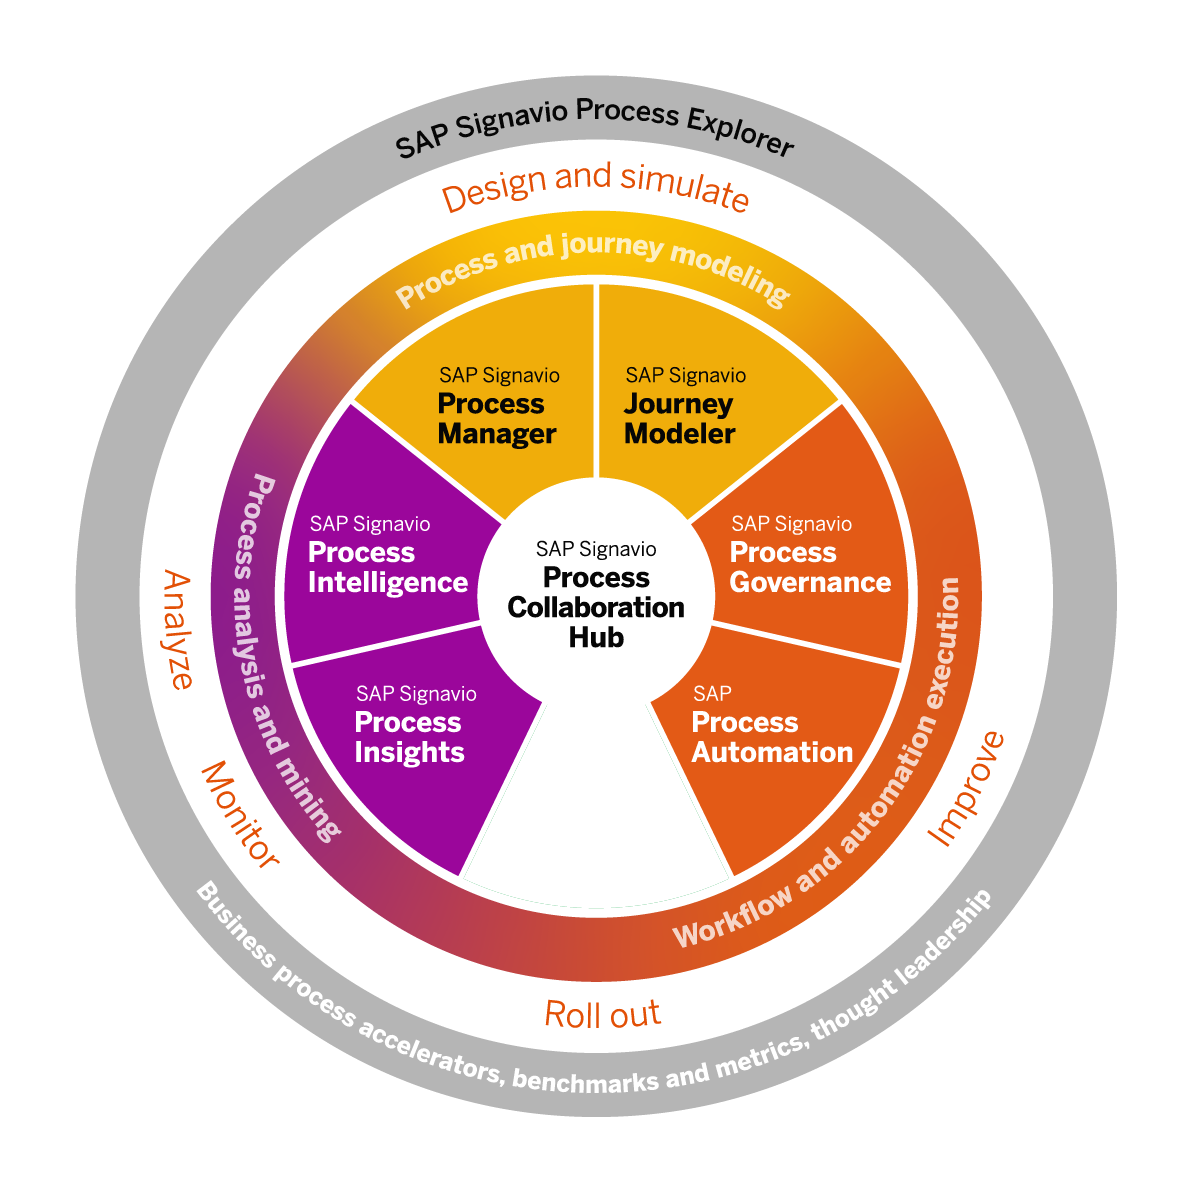 SAP Signavio Process Explorer
Design and simulate
Process and journey modeling
SAP Signavio
Process
Manager
SAP Signavio
Journey
Modeler
SAP Signavio
Process
Intelligence
SAP Signavio
Process
Collaboration
Hub
SAP Signavio
Process
Governance
SAP Signavio
Process
Insights
SAP
Process
Automation
Process analysis and mining
Workflow and automation execution
Analyze
Monitor
Improve
Roll out
Business process accelerators, benchmarks and metrics, thought leadership